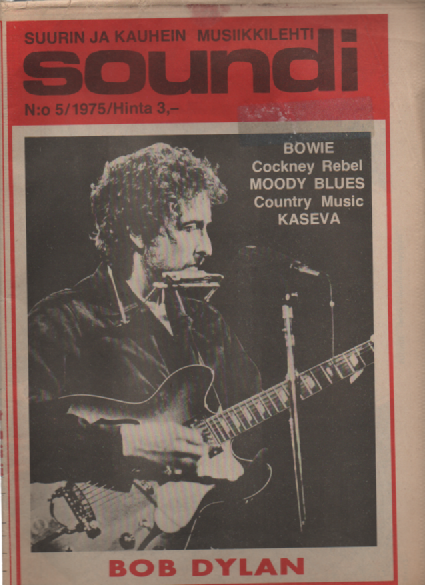 SUURIN JA KAUHEIN MUSIIKKILEHTI
soundi
N:o 5/1975/Hinta 3,–
BOWIE
Cockney Rebel
MOODY BLUES
Country Music
KASEVA
BOB DYLAN